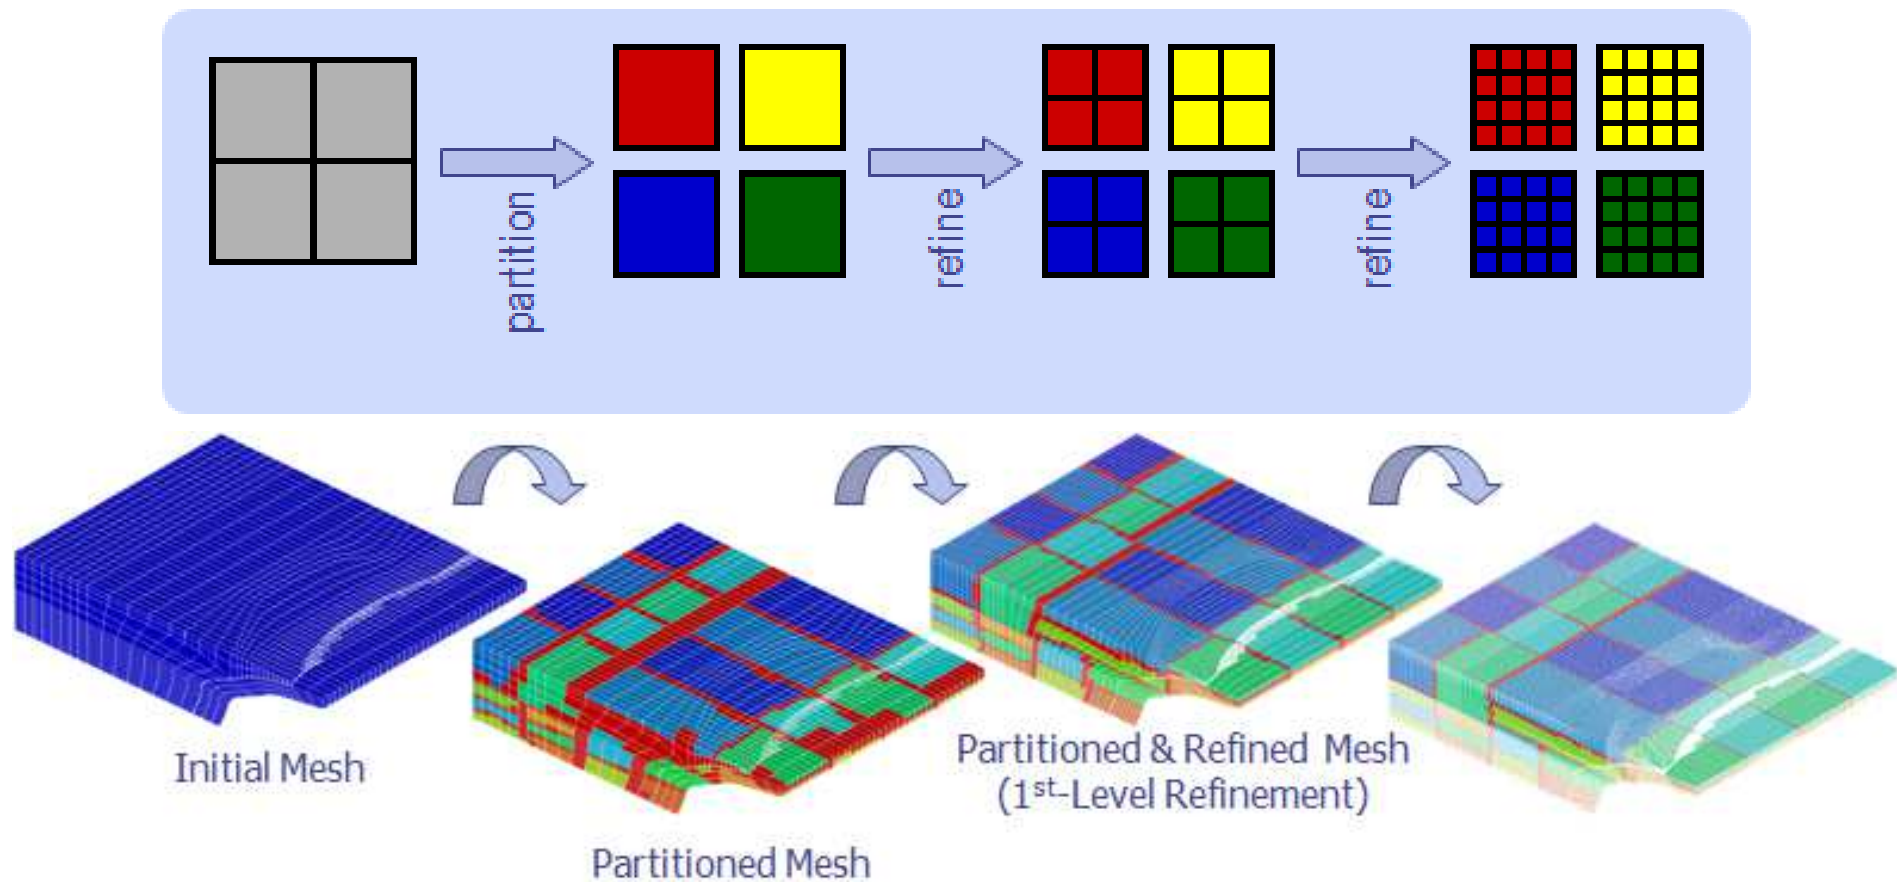 partition
refine
refine
Initial Mesh
Partitioned Mesh
Partitioned & Refined Mesh
(1st-Level Refinement)